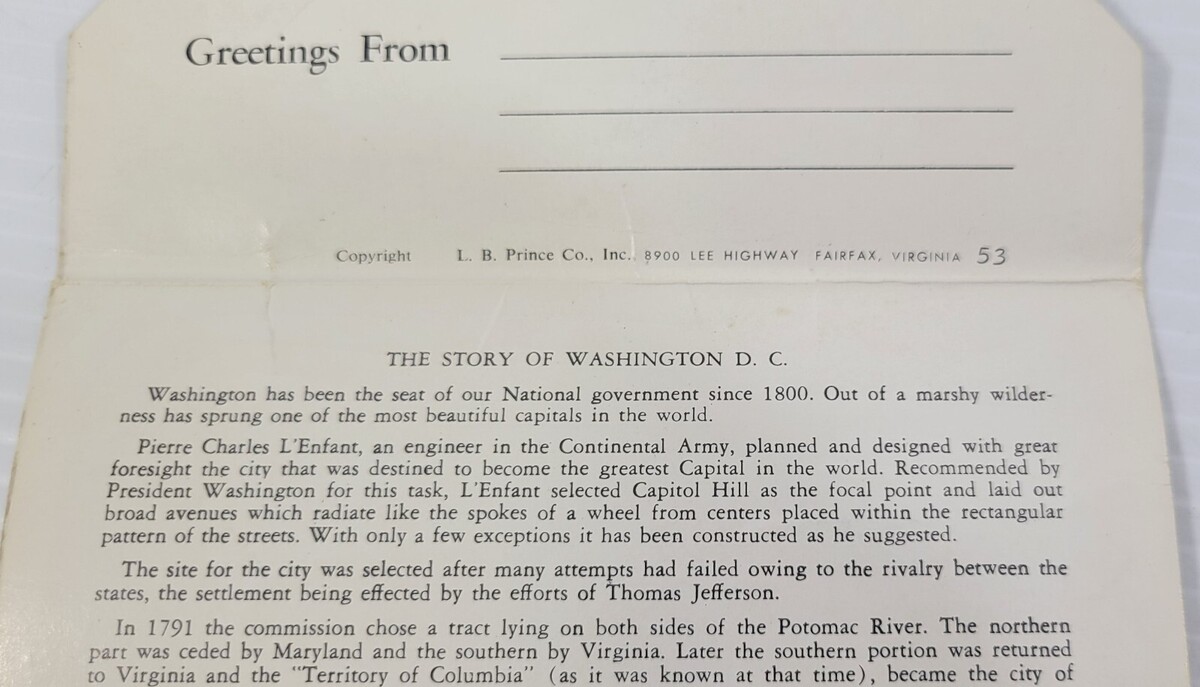 Greetings From
Copyright L. B. Prince Co., Inc. 8900 LEE HIGHWAY FAIRFAX, VIRGINIA 53
THE STORY OF WASHINGTON D. C.
Washington has been the seat of our National government since 1800. Out of a marshy wilder-
ness has sprung one of the most beautiful capitals in the world.
Pierre Charles L'Enfant, an engineer in the Continental Army, planned and designed with great
foresight the city that was destined to become the greatest Capital in the world. Recommended by
President Washington for this task, L'Enfant selected Capitol Hill as the focal point and laid out
broad avenues which radiate like the spokes of a wheel from centers placed within the rectangular
pattern of the streets. With only a few exceptions it has been constructed as he suggested.
The site for the city was selected after many attempts had failed owing to the rivalry between the
states, the settlement being effected by the efforts of Thomas Jefferson.
In 1791 the commission chose a tract lying on both sides of the Potomac River. The northern
part was ceded by Maryland and the southern by Virginia. Later the southern portion was returned
to Virginia and the "Territory of Columbia" (as it was known at that time), became the city of